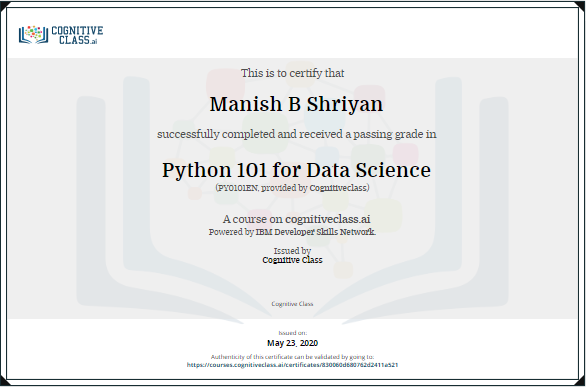 COGNITIVE
CLASS.ai
This is to certify that
Manish B Shriyan
successfully completed and received a passing grade in
Python 101 for Data Science
(PY0101EN, provided by Cognitiveclass)
A course on cognitiveclass.ai
Powered by IBM Developer Skills Network.
Issued by
Cognitive Class
Cognitive Class
Issued on:
May 23, 2020
Authenticity of this certificate can be validated by going to:
https://courses.cognitiveclass.ai/certificates/830060d680762d2411a521